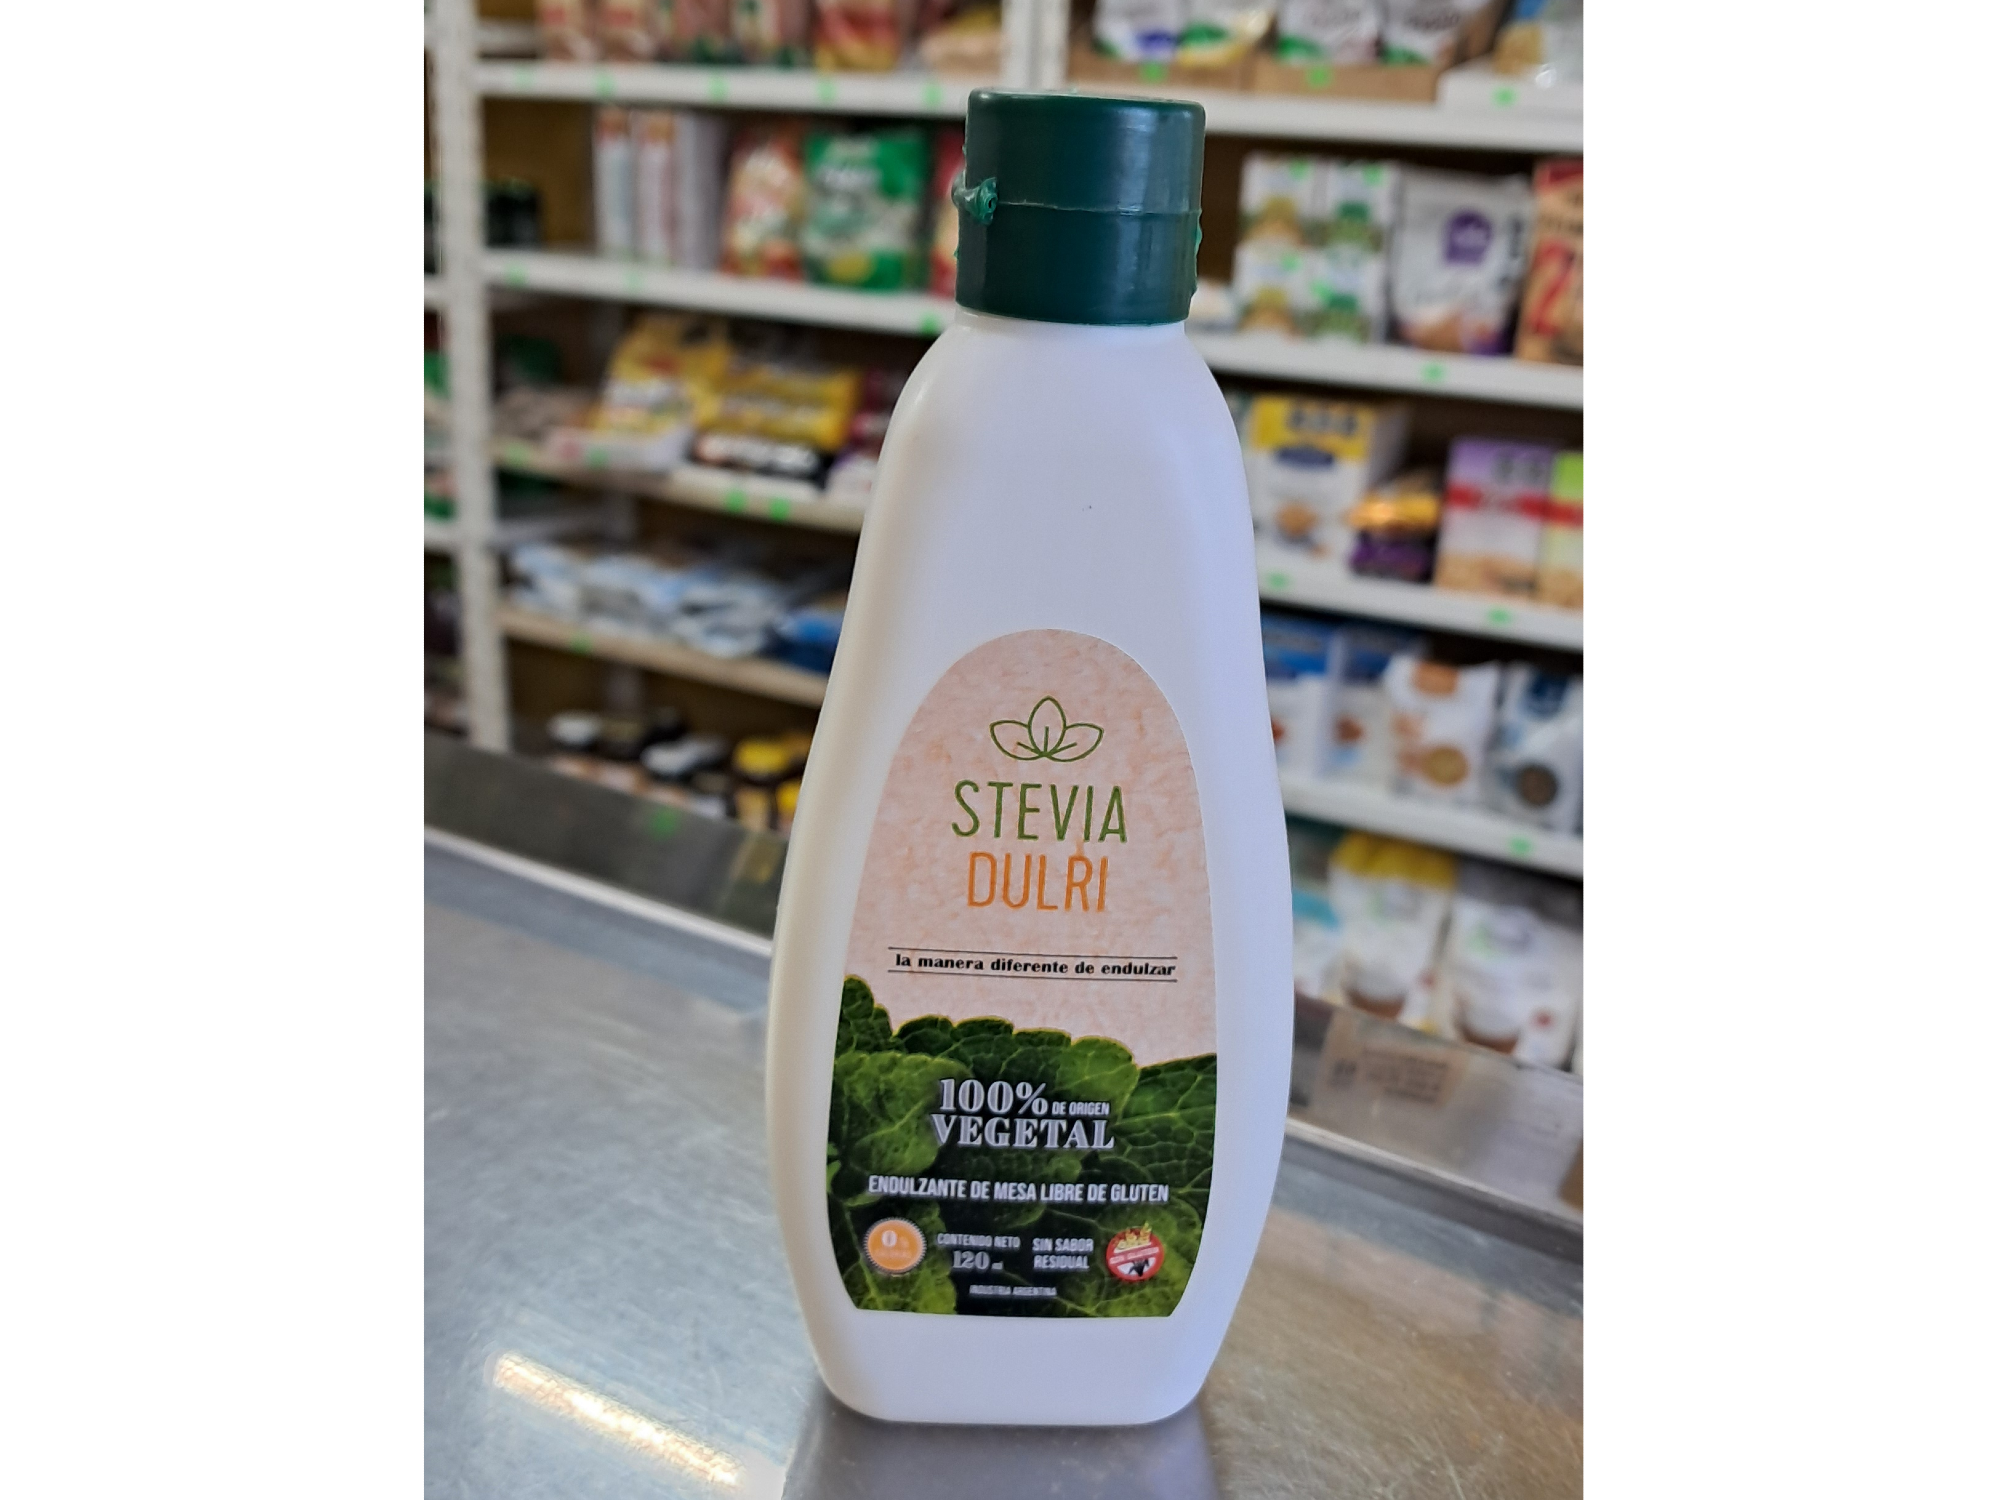 STEVIA
DULRI
la manera diferente de endulzar
100% DE ORIGEN
VEGETAL
ENDULZANTE DE MESA LIBRE DE GLUTEN
0%
CONTENIDO NETO
120 ml
SIN SABOR
RESIDUAL
INDUSTRIA ARGENTINA